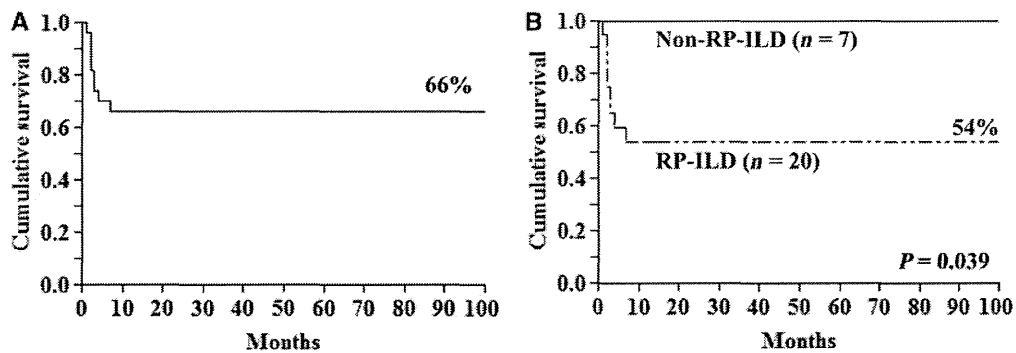 A
1.0
0.8
0.6
0.4
0.2
0.0
Cumulative survival
66%
0 10 20 30 40 50 60 70 80 90 100
Months
B
1.0
0.8
0.6
0.4
0.2
0.0
Cumulative survival
Non-RP-ILD (n = 7)
54%
RP-ILD (n = 20)
P = 0.039
0 10 20 30 40 50 60 70 80 90 100
Months